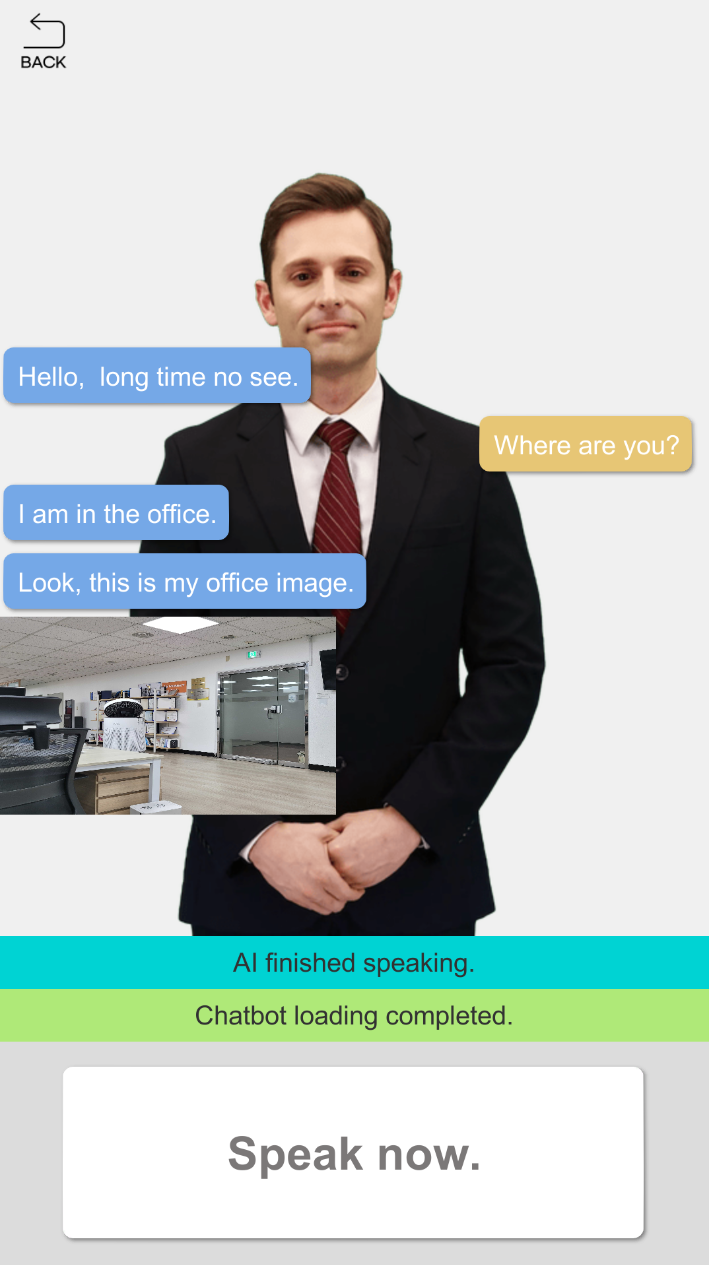 BACK
Hello,  long time no see.
Where are you?
I am in the office.
Look, this is my office image.
AI finished speaking.
Chatbot loading completed.
Speak now.